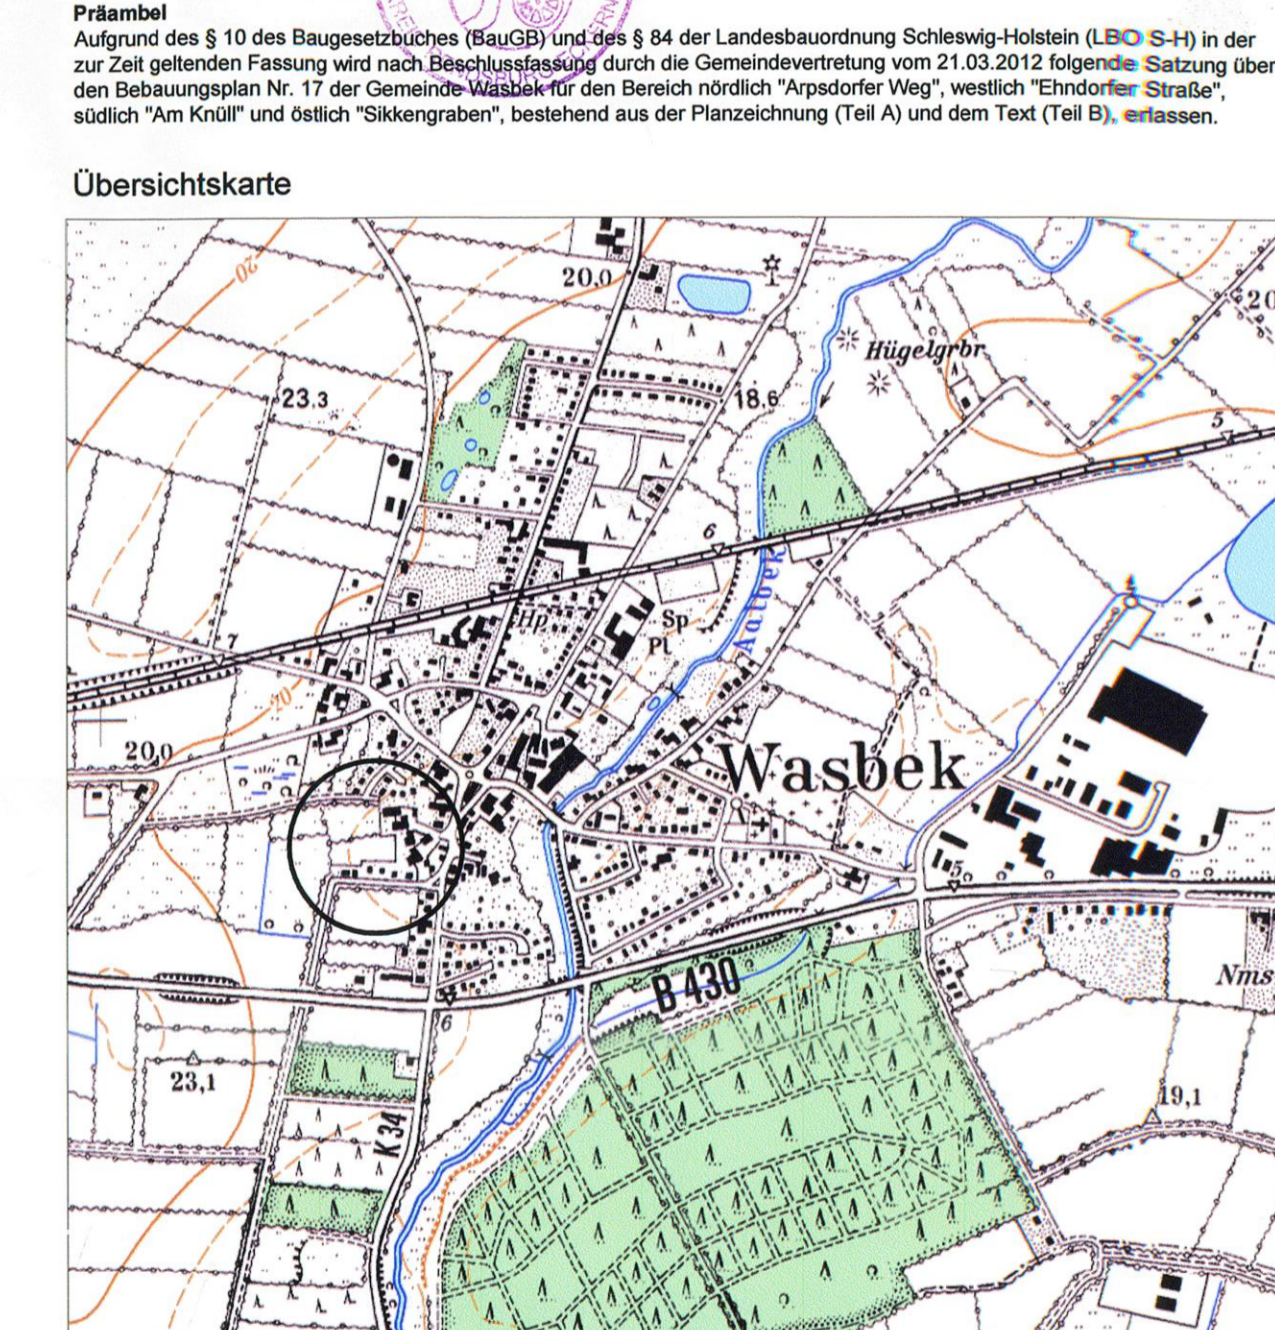 Präambel
Aufgrund des § 10 des Baugesetzbuches (BauGB) und des § 84 der Landesbauordnung Schleswig-Holstein (LBO S-H) in der
zur Zeit geltenden Fassung wird nach Beschlussfassung durch die Gemeindevertretung vom 21.03.2012 folgende Satzung über
den Bebauungsplan Nr. 17 der Gemeinde Wasbek für den Bereich nördlich "Arpsdorfer Weg", westlich "Ehndorfer Straße",
südlich "Am Knüll" und östlich "Sikkengraben", bestehend aus der Planzeichnung (Teil A) und dem Text (Teil B), erlassen.
Übersichtskarte
20
20,0
20
Hügelgrbr
23,3
18,6
5
6
Aalbek
Hp
Sp
Pl
7
20
20,0
Wasbek
5
B 430
Nms
6
23,1
19,1
K 34